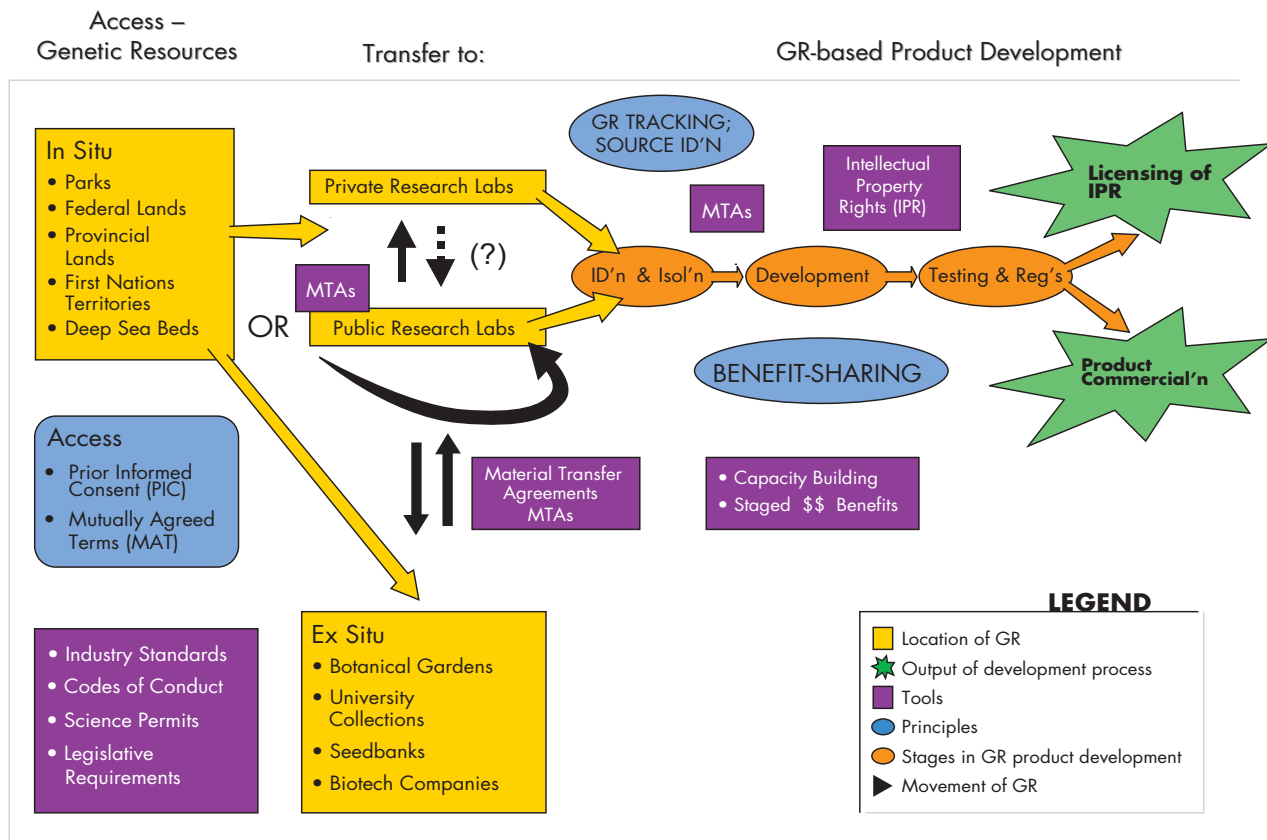 Access –
Genetic Resources
Transfer to:
GR-based Product Development
In Situ
• Parks
• Federal Lands
• Provincial
Lands
• First Nations
Territories
• Deep Sea Beds
OR
Private Research Labs
(?)
MTAs
Public Research Labs
GR TRACKING;
SOURCE ID'N
MTAs
Intellectual
Property
Rights (IPR)
ID'n & Isol'n
Development
Testing & Reg's
Licensing of
IPR
Product
Commercial'n
BENEFIT-SHARING
Access
• Prior Informed
Consent (PIC)
• Mutually Agreed
Terms (MAT)
Material Transfer
Agreements
MTAs
• Capacity Building
• Staged $$ Benefits
• Industry Standards
• Codes of Conduct
• Science Permits
• Legislative
Requirements
Ex Situ
• Botanical Gardens
• University
Collections
• Seedbanks
• Biotech Companies
LEGEND
Location of GR
Output of development process
Tools
Principles
Stages in GR product development
Movement of GR